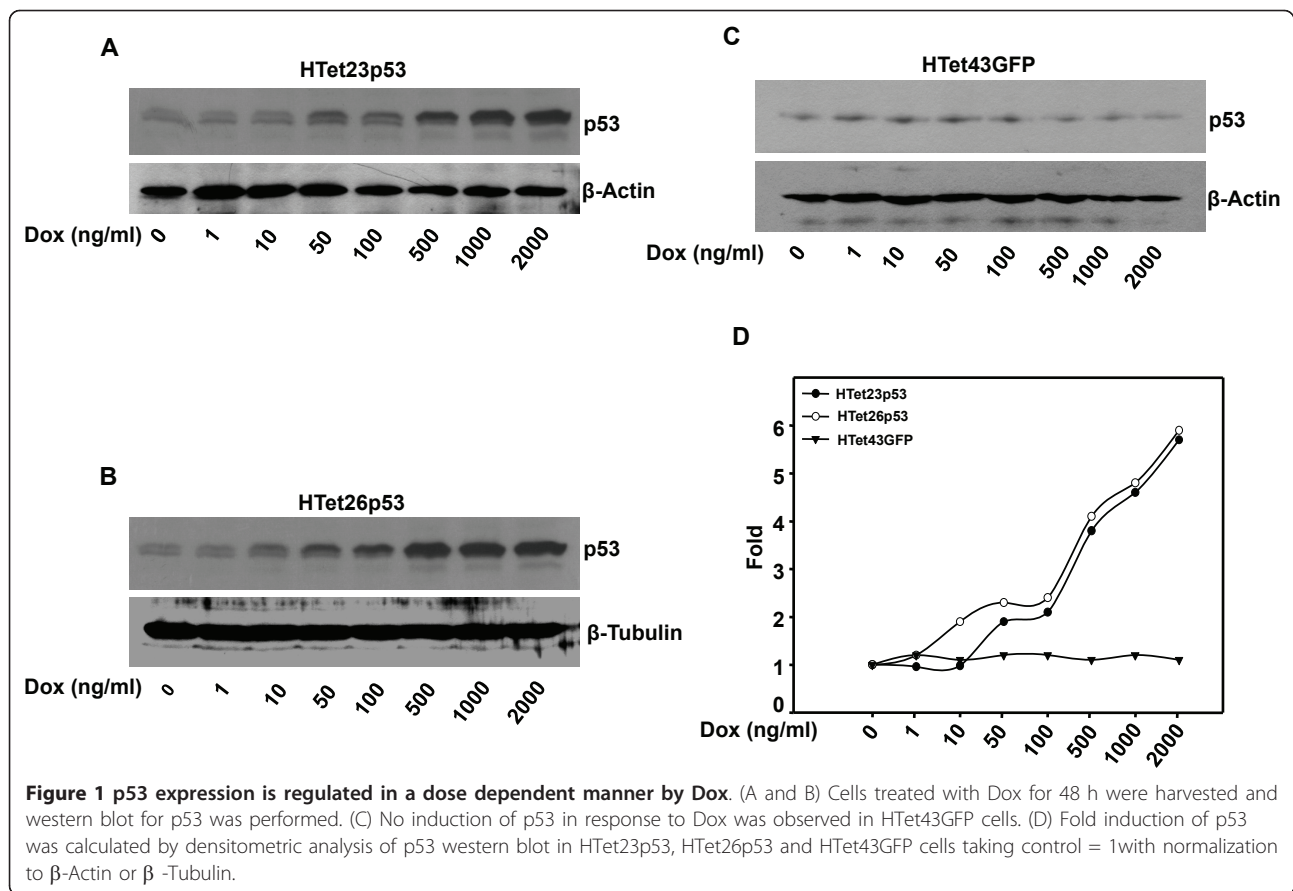 A
HTet23p53
p53
β-Actin
Dox (ng/ml) 0 1 10 50 100 500 1000 2000
B
HTet26p53
p53
β-Tubulin
Dox (ng/ml) 0 1 10 50 100 500 1000 2000
C
HTet43GFP
p53
β-Actin
Dox (ng/ml) 0 1 10 50 100 500 1000 2000
D
HTet23p53
HTet26p53
HTet43GFP
Fold
6
5
4
3
2
1
0
Dox (ng/ml) 0 1 10 50 100 500 1000 2000
Figure 1 p53 expression is regulated in a dose dependent manner by Dox. (A and B) Cells treated with Dox for 48 h were harvested and
western blot for p53 was performed. (C) No induction of p53 in response to Dox was observed in HTet43GFP cells. (D) Fold induction of p53
was calculated by densitometric analysis of p53 western blot in HTet23p53, HTet26p53 and HTet43GFP cells taking control = 1with normalization
to β-Actin or β -Tubulin.